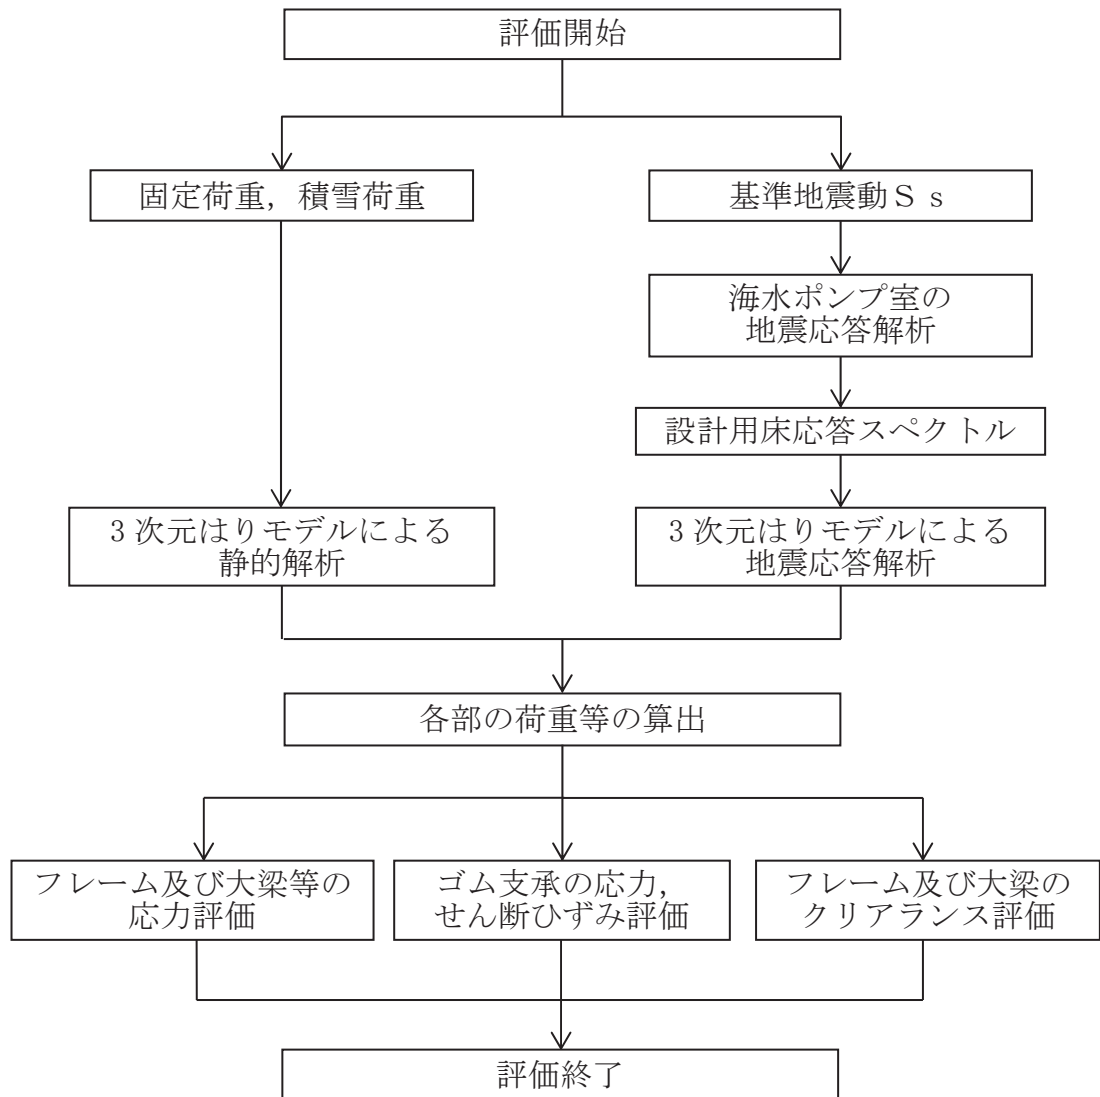 評価開始
固定荷重，積雪荷重
基準地震動Ｓｓ
海水ポンプ室の
地震応答解析
設計用床応答スペクトル
３次元はりモデルによる
静的解析
３次元はりモデルによる
地震応答解析
各部の荷重等の算出
フレーム及び大梁等の
応力評価
ゴム支承の応力，
せん断ひずみ評価
フレーム及び大梁の
クリアランス評価
評価終了